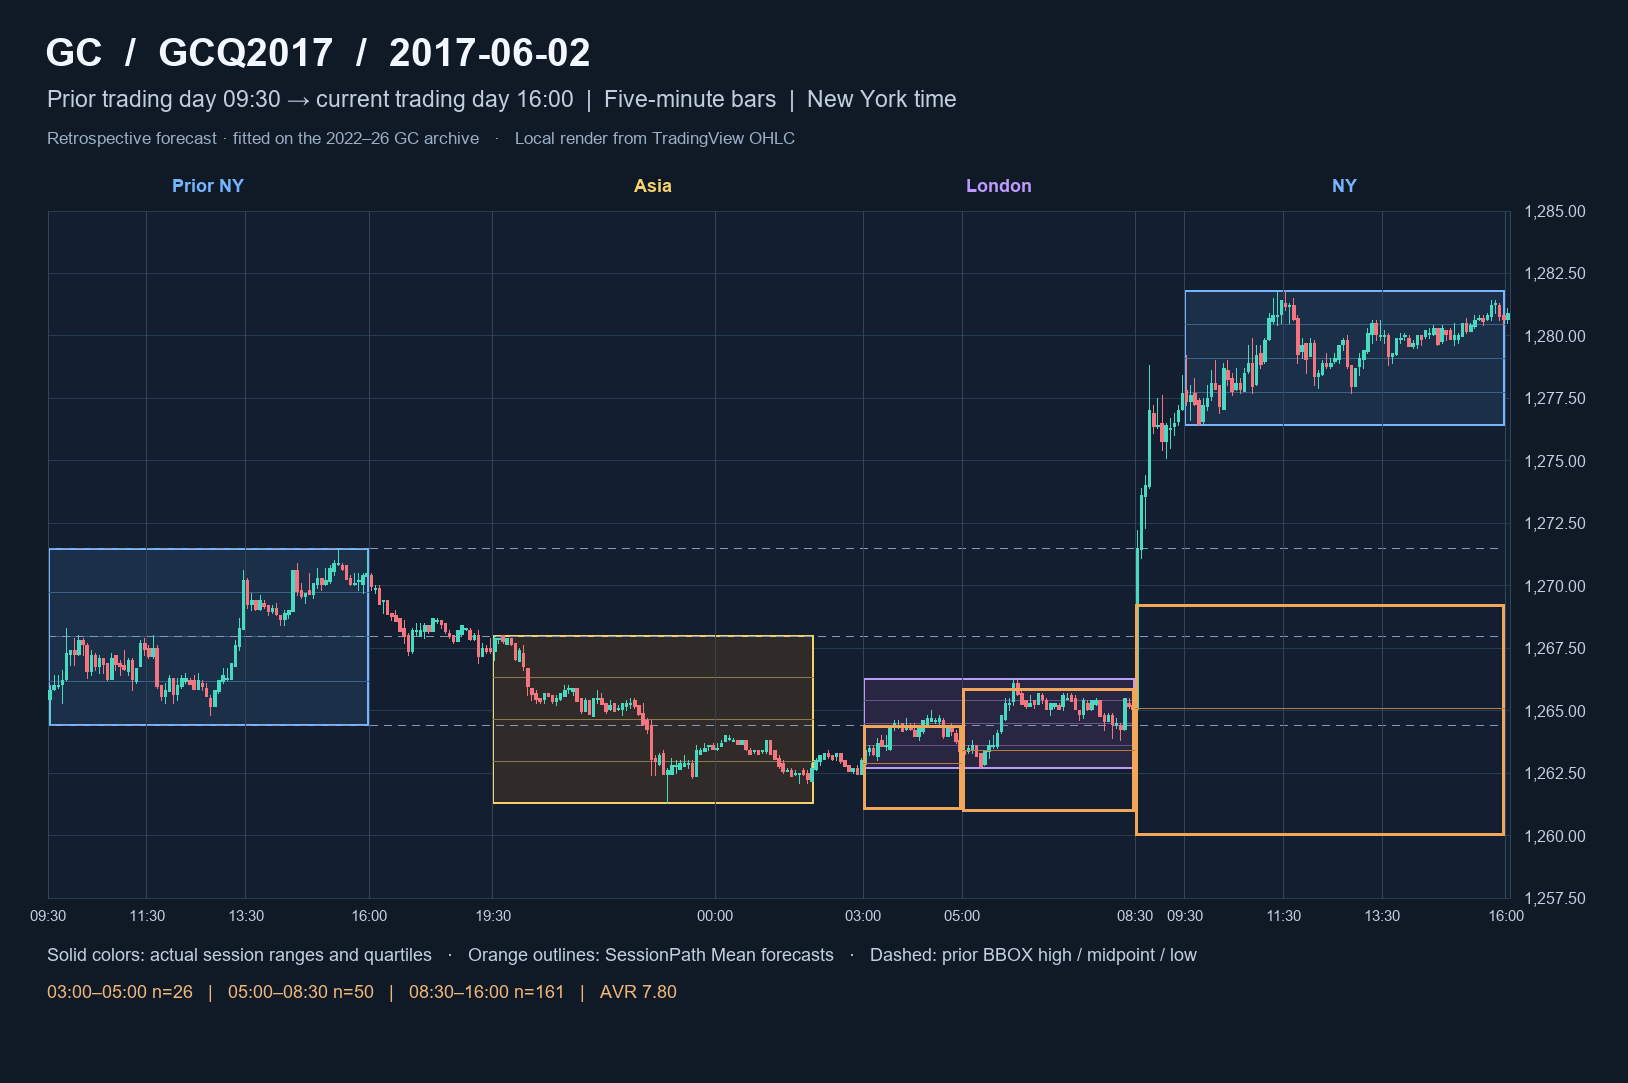 GC / GCQ2017 / 2017-06-02
Prior trading day 09:30 → current trading day 16:00 | Five-minute bars | New York time
Retrospective forecast · fitted on the 2022–26 GC archive · Local render from TradingView OHLC
Prior NY Asia London NY
1,285.00
1,282.50
1,280.00
1,277.50
1,275.00
1,272.50
1,270.00
1,267.50
1,265.00
1,262.50
1,260.00
1,257.50
09:30 11:30 13:30 16:00 19:30 00:00 03:00 05:00 08:30 09:30 11:30 13:30 16:00
Solid colors: actual session ranges and quartiles · Orange outlines: SessionPath Mean forecasts · Dashed: prior BBOX high / midpoint / low
03:00–05:00 n=26 | 05:00–08:30 n=50 | 08:30–16:00 n=161 | AVR 7.80